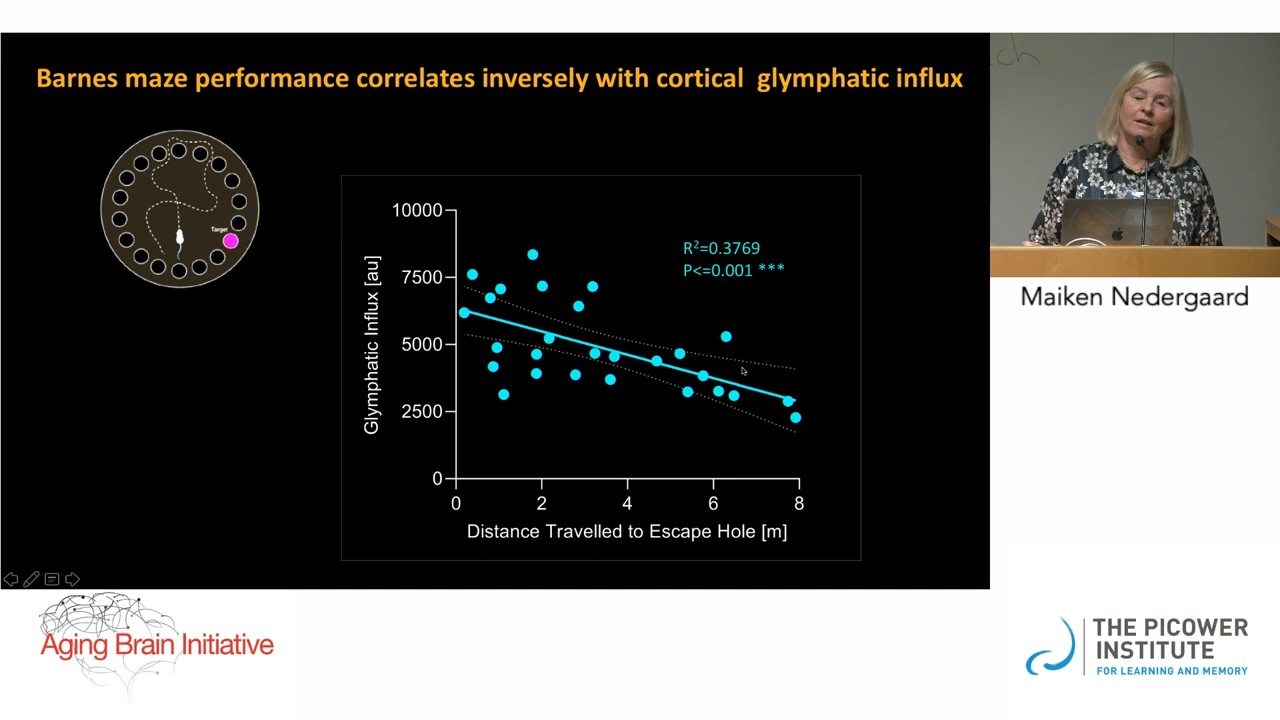 Barnes maze performance correlates inversely with cortical glymphatic influx
ch
Target
10000
7500
5000
2500
0
Glymphatic Influx [au]
R²=0.3769
P<=0.001 ***
0 2 4 6 8
Distance Travelled to Escape Hole [m]
Maiken Nedergaard
Aging Brain Initiative
THE PICOWER
INSTITUTE
FOR LEARNING AND MEMORY